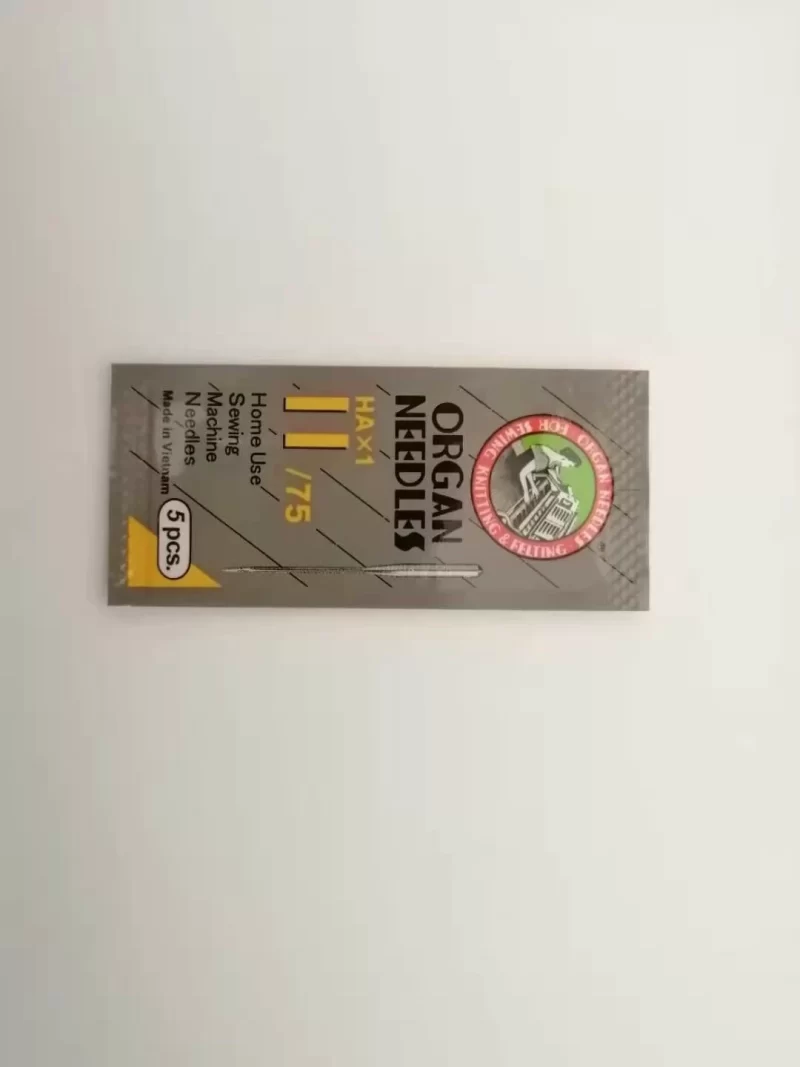 ORGAN NEEDLES FOR SEWING, KNITTING & FELTING
ORGAN
NEEDLES
HA×1
11/75
Home Use
Sewing
Machine
Needles
Made in Vietnam
5 pcs.